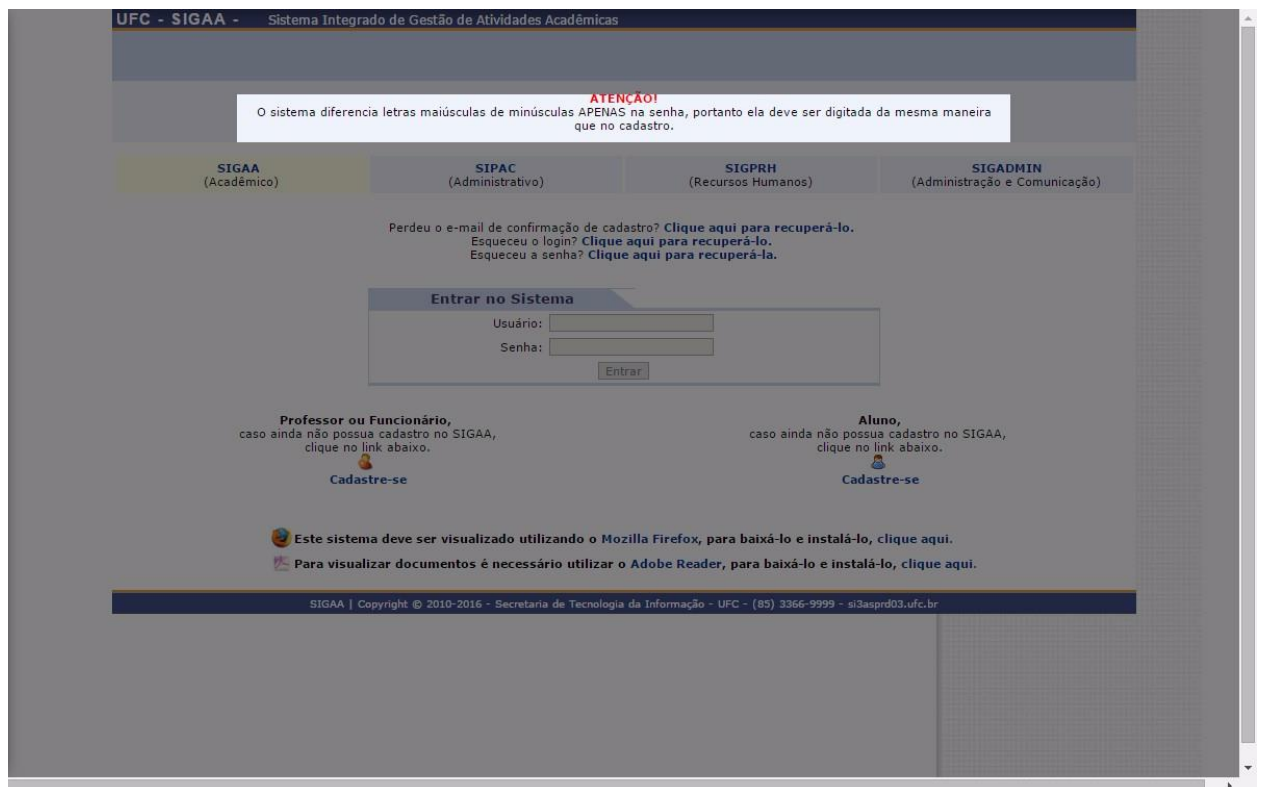 UFC - SIGAA - Sistema Integrado de Gestão de Atividades Acadêmicas
ATENÇÃO!
O sistema diferencia letras maiúsculas de minúsculas APENAS na senha, portanto ela deve ser digitada da mesma maneira
que no cadastro.
SIGAA SIPAC SIGPRH SIGADMIN
(Acadêmico) (Administrativo) (Recursos Humanos) (Administração e Comunicação)
Perdeu o e-mail de confirmação de cadastro? Clique aqui para recuperá-lo.
Esqueceu o login? Clique aqui para recuperá-lo.
Esqueceu a senha? Clique aqui para recuperá-la.
Entrar no Sistema
Usuário:
Senha:
Entrar
Professor ou Funcionário,
caso ainda não possua cadastro no SIGAA,
clique no link abaixo.
Cadastre-se
Aluno,
caso ainda não possua cadastro no SIGAA,
clique no link abaixo.
Cadastre-se
Este sistema deve ser visualizado utilizando o Mozilla Firefox, para baixá-lo e instalá-lo, clique aqui.
Para visualizar documentos é necessário utilizar o Adobe Reader, para baixá-lo e instalá-lo, clique aqui.
SIGAA | Copyright © 2010-2016 - Secretaria de Tecnologia da Informação - UFC - (85) 3366-9999 - si3asprd03.ufc.br